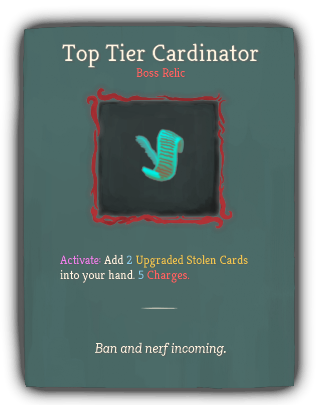 Top Tier Cardinator
Boss Relic
Activate: Add 2 Upgraded Stolen Cards
into your hand. 5 Charges.
Ban and nerf incoming.